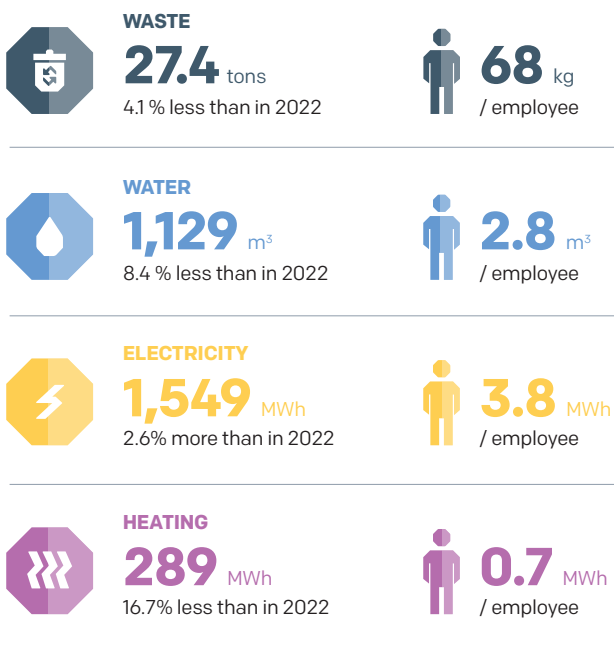 WASTE
27.4 tons
4.1 % less than in 2022
68 kg
/ employee
WATER
1,129 m³
8.4 % less than in 2022
2.8 m³
/ employee
ELECTRICITY
1,549 MWh
2.6% more than in 2022
3.8 MWh
/ employee
HEATING
289 MWh
16.7% less than in 2022
0.7 MWh
/ employee